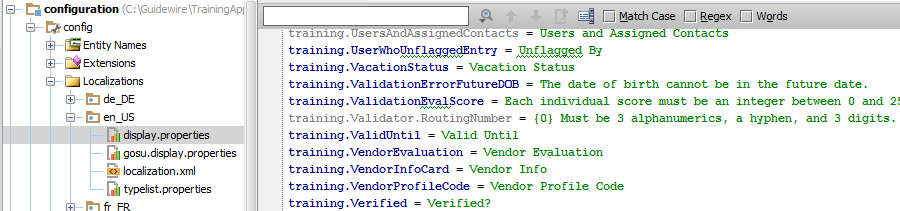 configuration (C:\Guidewire\TrainingApp
config
Entity Names
Extensions
Localizations
de_DE
en_US
display.properties
gosu.display.properties
localization.xml
typelist.properties
fr_FR
Match Case Regex Words
training.UsersAndAssignedContacts = Users and Assigned Contacts
training.UserWhoUnflaggedEntry = Unflagged By
training.VacationStatus = Vacation Status
training.ValidationErrorFutureDOB = The date of birth cannot be in the future date.
training.ValidationEvalScore = Each individual score must be an integer between 0 and 25
training.Validator.RoutingNumber = {0} Must be 3 alphanumerics, a hyphen, and 3 digits.
training.ValidUntil = Valid Until
training.VendorEvaluation = Vendor Evaluation
training.VendorInfoCard = Vendor Info
training.VendorProfileCode = Vendor Profile Code
training.Verified = Verified?